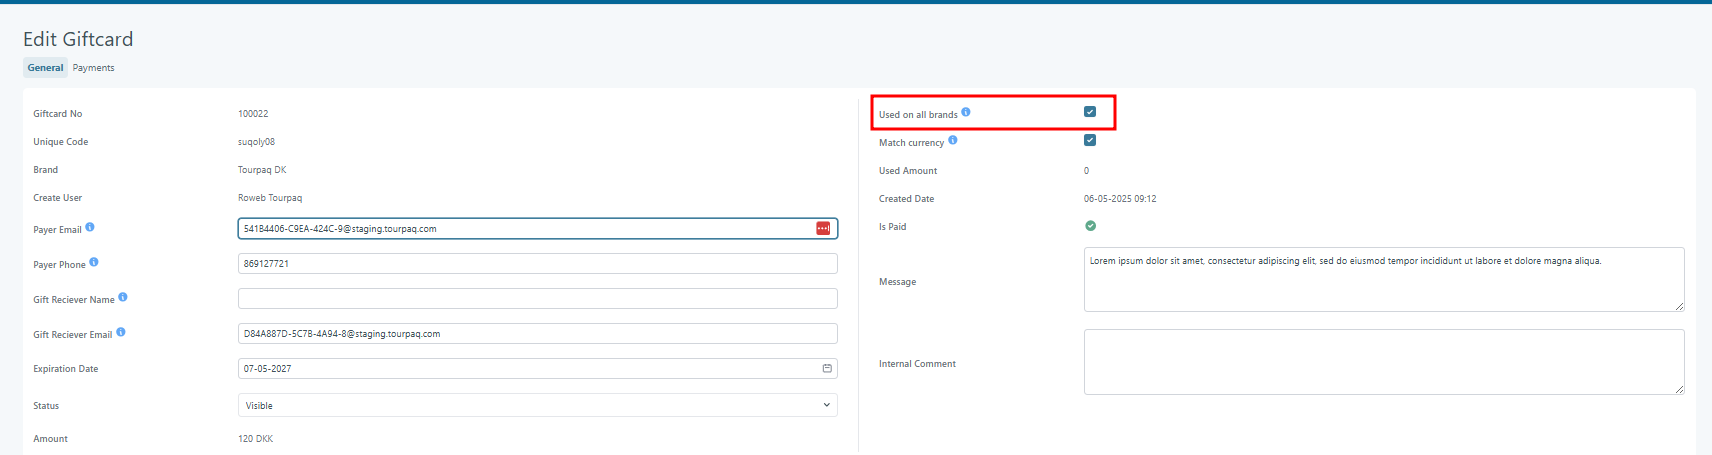 Edit Giftcard
General Payments
Giftcard No 100022
Unique Code suqoly08
Brand Tourpaq DK
Create User Roweb Tourpaq
Payer Email 541B4406-C9EA-424C-9@staging.tourpaq.com
Payer Phone 869127721
Gift Reciever Name
Gift Reciever Email D84A887D-5C7B-4A94-8@staging.tourpaq.com
Expiration Date 07-05-2027
Status Visible
Amount 120 DKK
Used on all brands
Match currency
Used Amount 0
Created Date 06-05-2025 09:12
Is Paid
Message Lorem ipsum dolor sit amet, consectetur adipiscing elit, sed do eiusmod tempor incididunt ut labore et dolore magna aliqua.
Internal Comment